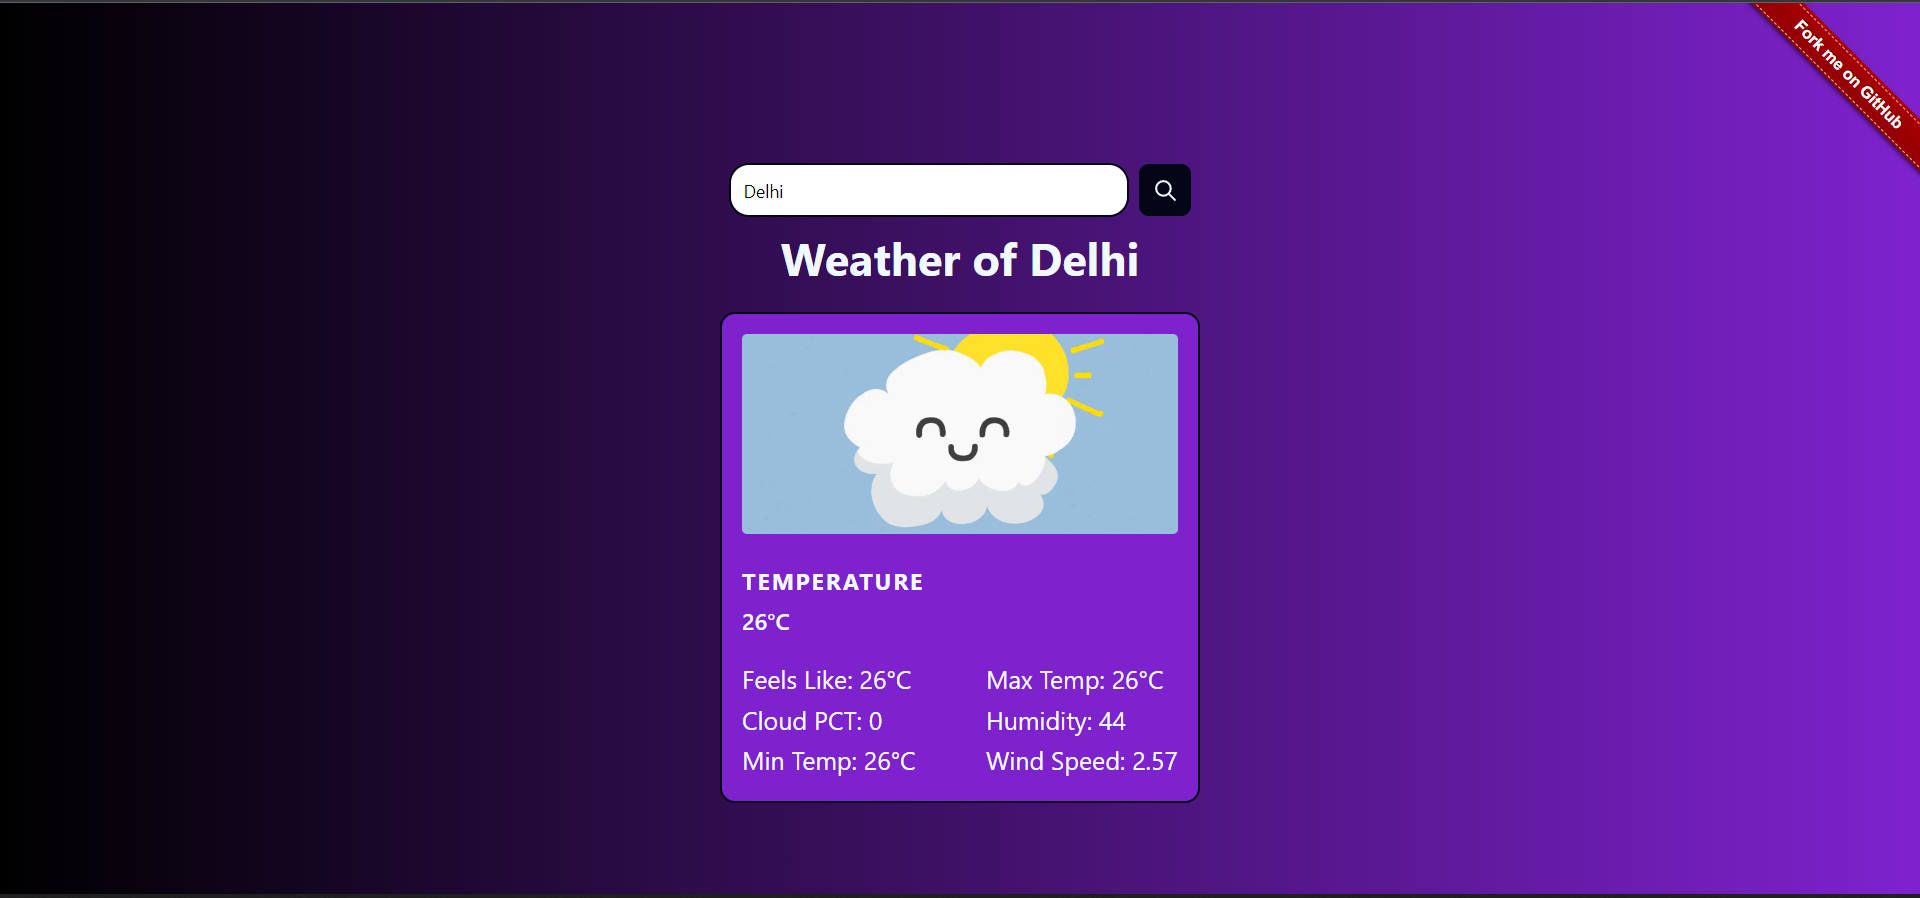 Fork me on GitHub
Delhi
Weather of Delhi
TEMPERATURE
26°C
Feels Like: 26°C
Max Temp: 26°C
Cloud PCT: 0
Humidity: 44
Min Temp: 26°C
Wind Speed: 2.57